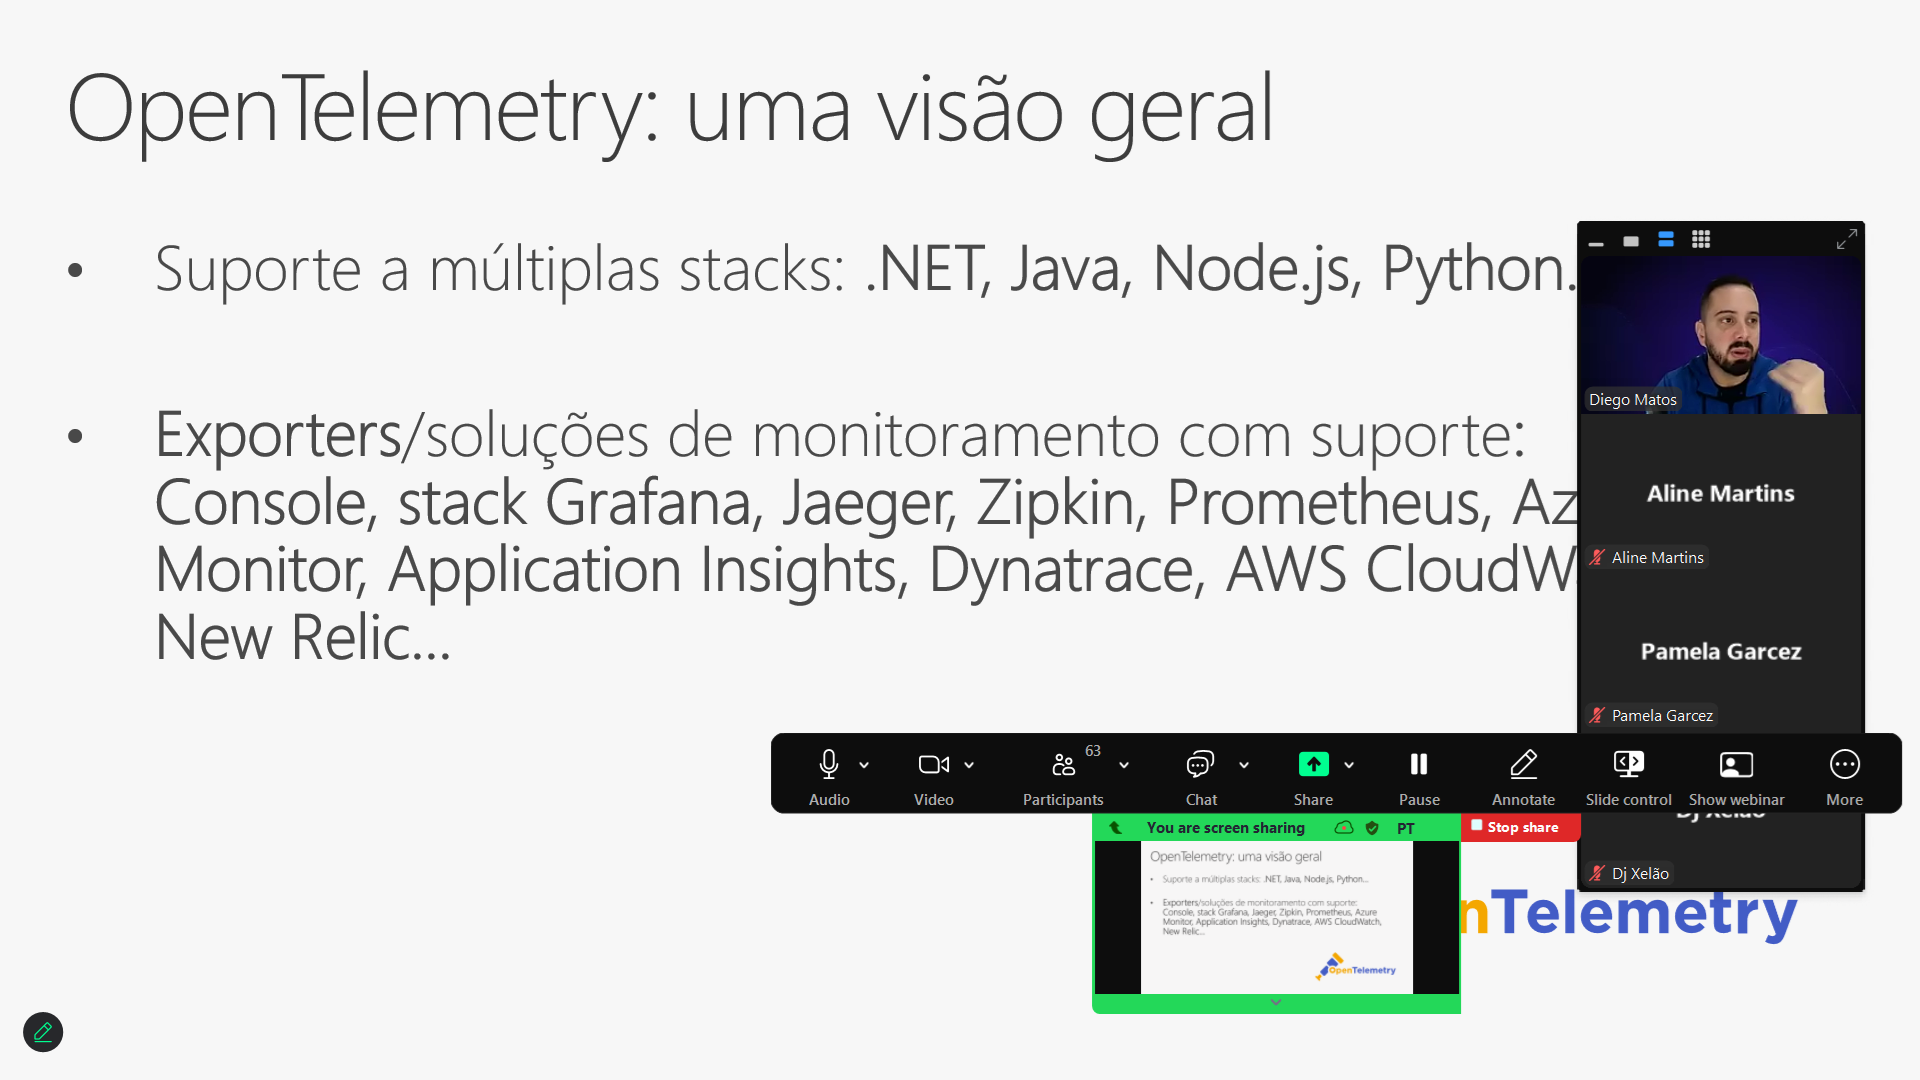 OpenTelemetry: uma visão geral
• Suporte a múltiplas stacks: .NET, Java, Node.js, Python.
• Exporters/soluções de monitoramento com suporte:
Console, stack Grafana, Jaeger, Zipkin, Prometheus, Az
Monitor, Application Insights, Dynatrace, AWS CloudW
New Relic...
Diego Matos
Aline Martins
Aline Martins
Pamela Garcez
Pamela Garcez
63
Audio
Video
Participants
Chat
Share
Pause
Annotate
Slide control
Show webinar
More
Dj Xelão
Dj Xelão
You are screen sharing
PT
Stop share
OpenTelemetry: uma visão geral
• Suporte a múltiplas stacks: .NET, Java, Node.js, Python...
• Exporters/soluções de monitoramento com suporte:
Console, stack Grafana, Jaeger, Zipkin, Prometheus, Azure
Monitor, Application Insights, Dynatrace, AWS CloudWatch,
New Relic...
OpenTelemetry
nTelemetry